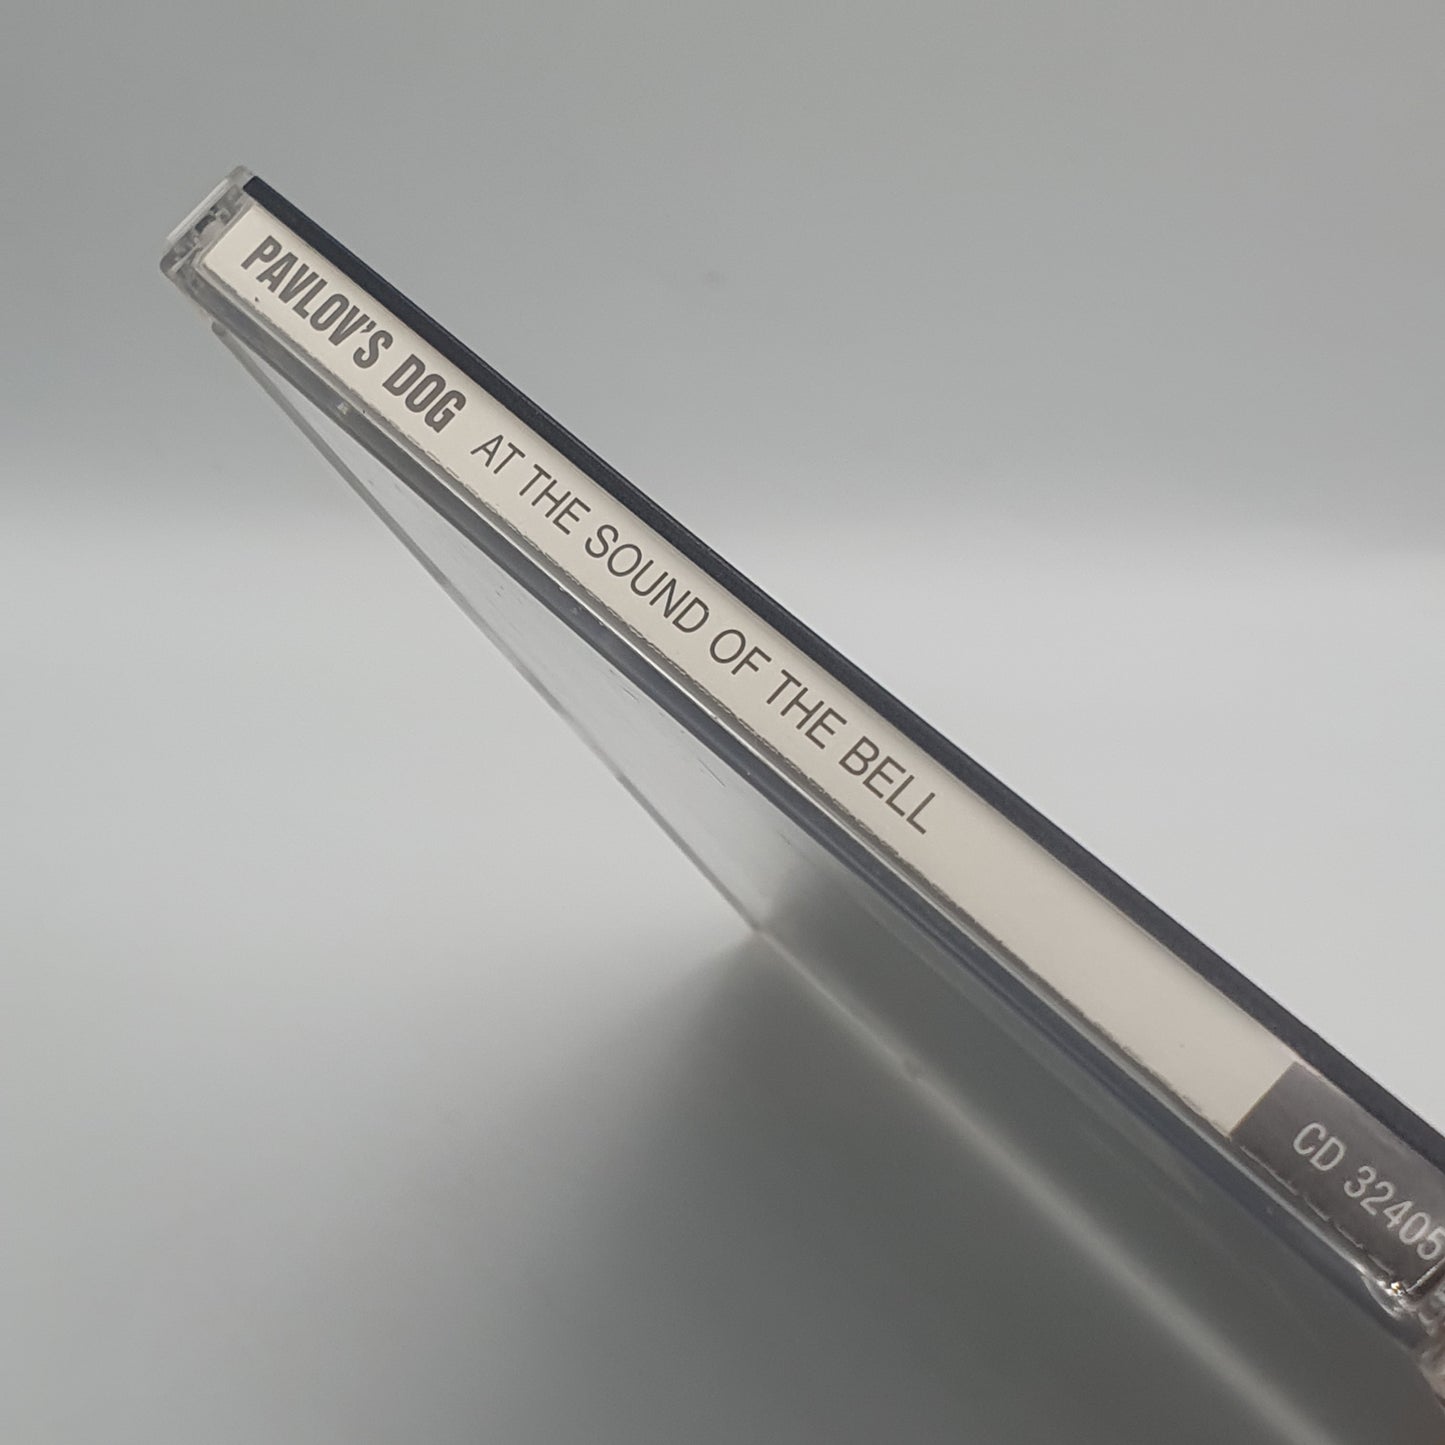 PAVLOV'S DOG AT THE SOUND OF THE BELL
CD 32405